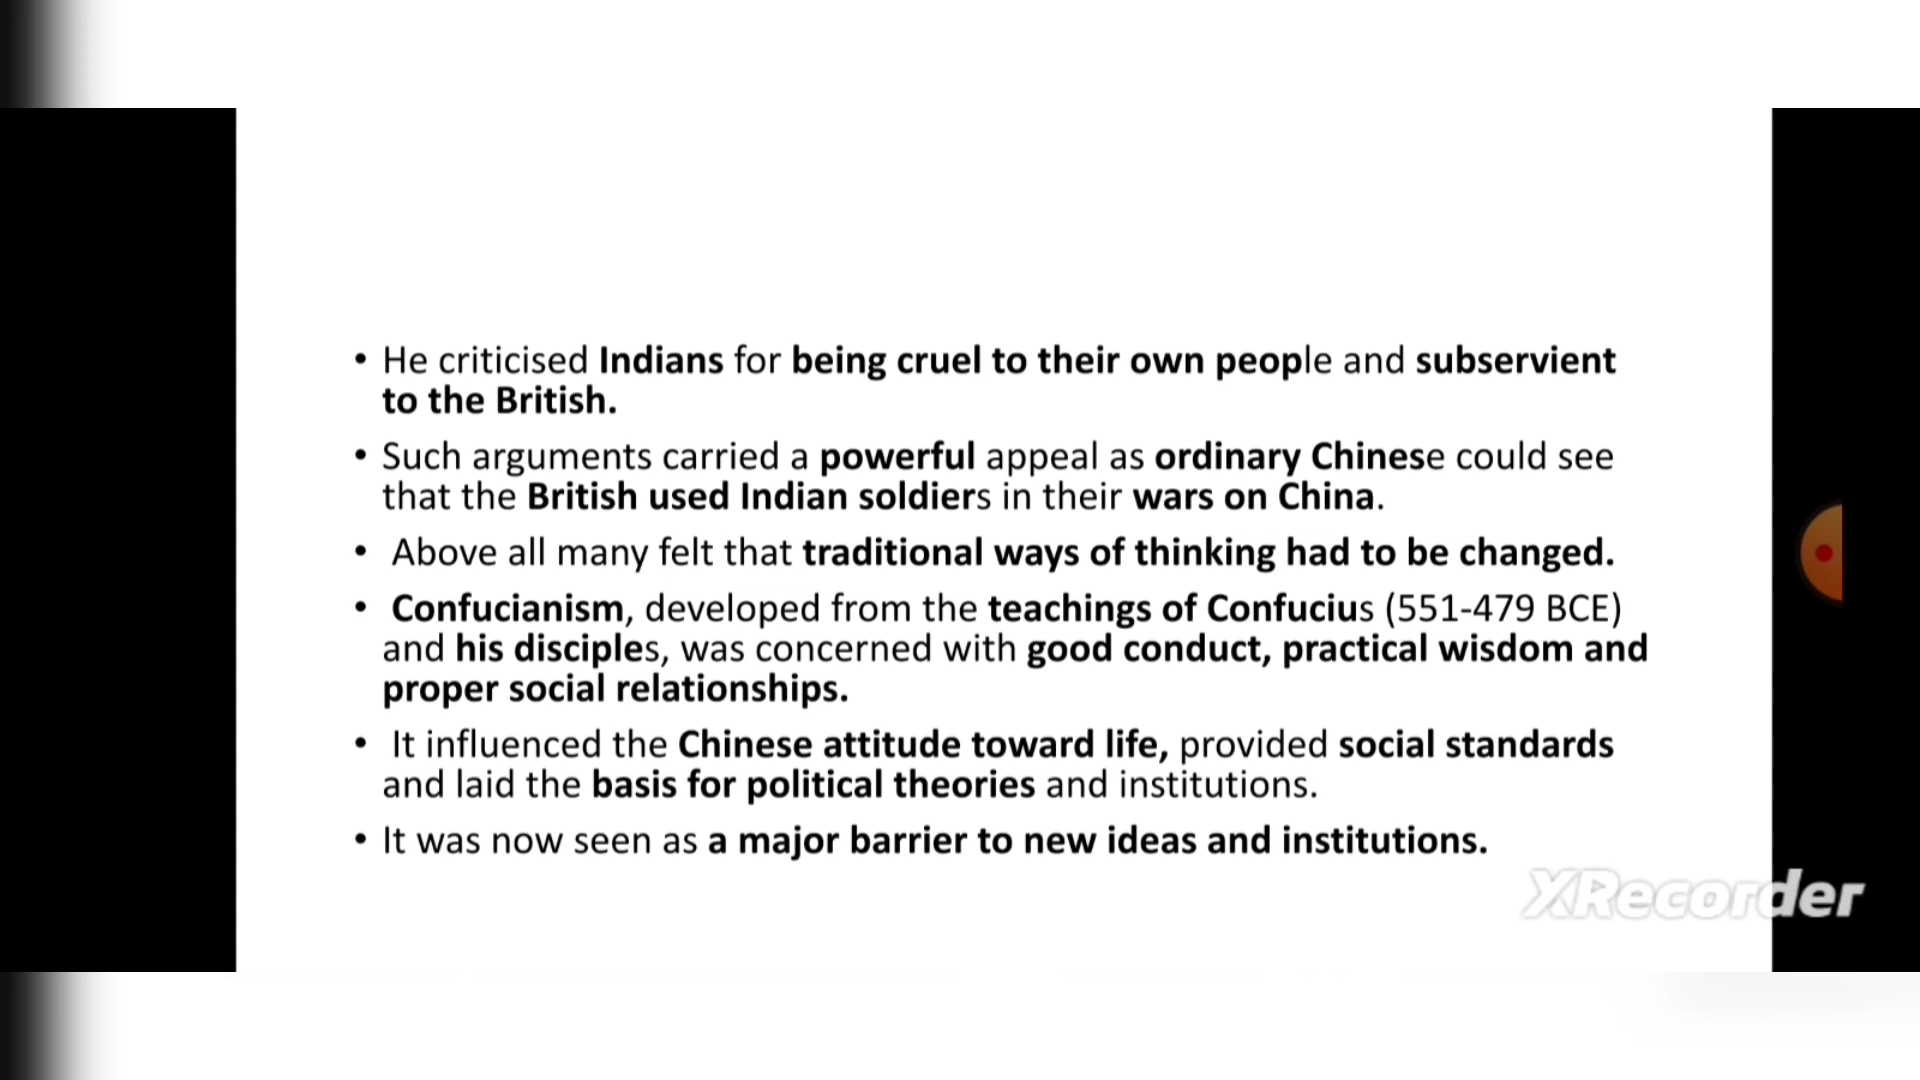 • He criticised Indians for being cruel to their own people and subservient
to the British.
• Such arguments carried a powerful appeal as ordinary Chinese could see
that the British used Indian soldiers in their wars on China.
• Above all many felt that traditional ways of thinking had to be changed.
• Confucianism, developed from the teachings of Confucius (551-479 BCE)
and his disciples, was concerned with good conduct, practical wisdom and
proper social relationships.
• It influenced the Chinese attitude toward life, provided social standards
and laid the basis for political theories and institutions.
• It was now seen as a major barrier to new ideas and institutions.
XRecorder